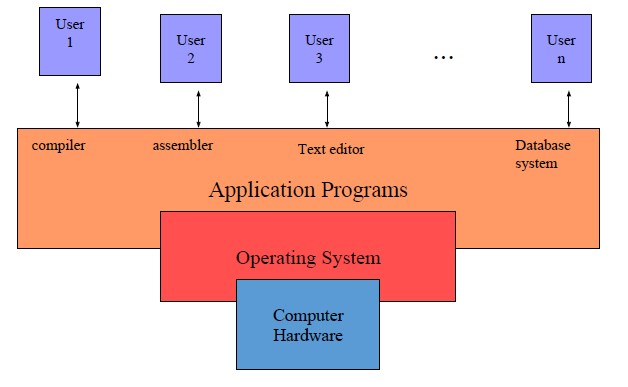 User
1
User
2
User
3
...
User
n
compiler
assembler
Text editor
Database
system
Application Programs
Operating System
Computer
Hardware